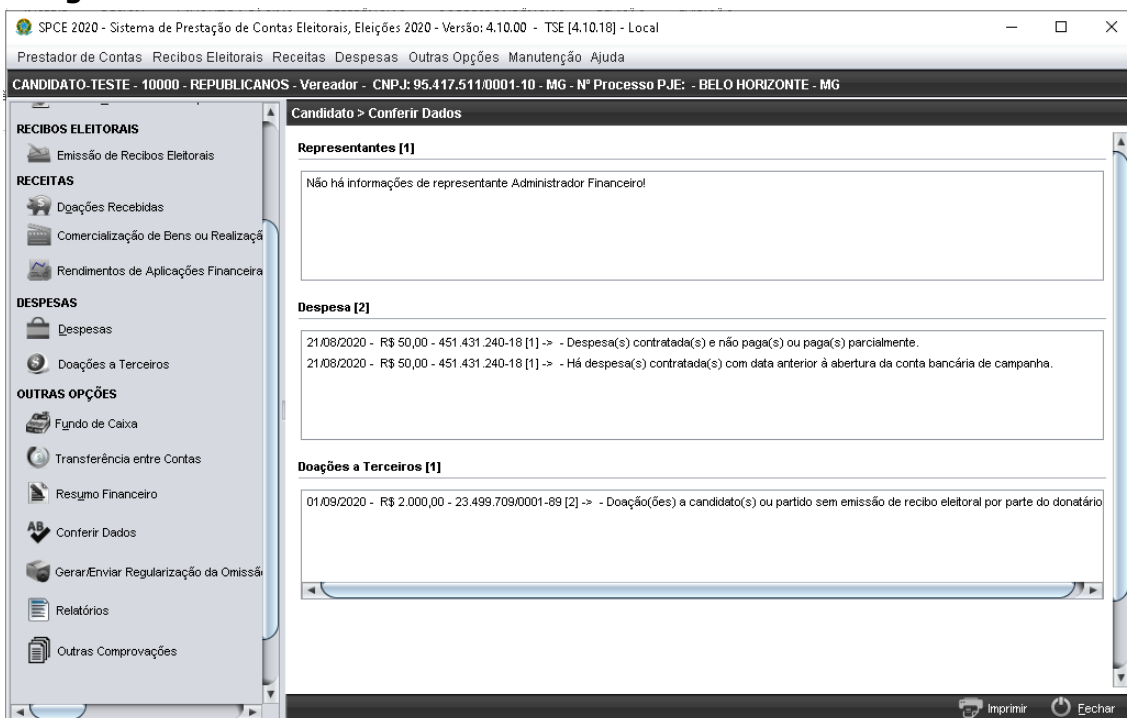 SPCE 2020 - Sistema de Prestação de Contas Eleitorais, Eleições 2020 - Versão: 4.10.00 - TSE [4.10.18] - Local
Prestador de Contas Recibos Eleitorais Receitas Despesas Outras Opções Manutenção Ajuda
CANDIDATO-TESTE - 10000 - REPUBLICANOS - Vereador - CNPJ: 95.417.511/0001-10 - MG - Nº Processo PJE: - BELO HORIZONTE - MG
RECIBOS ELEITORAIS
Emissão de Recibos Eleitorais
RECEITAS
Doações Recebidas
Comercialização de Bens ou Realizaçã
Rendimentos de Aplicações Financeira
DESPESAS
Despesas
Doações a Terceiros
OUTRAS OPÇÕES
Fundo de Caixa
Transferência entre Contas
Resumo Financeiro
Conferir Dados
Gerar/Enviar Regularização da Omissã
Relatórios
Outras Comprovações
Candidato > Conferir Dados
Representantes [1]
Não há informações de representante Administrador Financeiro!
Despesa [2]
21/08/2020 - R$ 50,00 - 451.431.240-18 [1] -> - Despesa(s) contratada(s) e não paga(s) ou paga(s) parcialmente.
21/08/2020 - R$ 50,00 - 451.431.240-18 [1] -> - Há despesa(s) contratada(s) com data anterior à abertura da conta bancária de campanha.
Doações a Terceiros [1]
01/09/2020 - R$ 2.000,00 - 23.499.709/0001-89 [2] -> - Doação(ões) a candidato(s) ou partido sem emissão de recibo eleitoral por parte do donatário
Imprimir Fechar